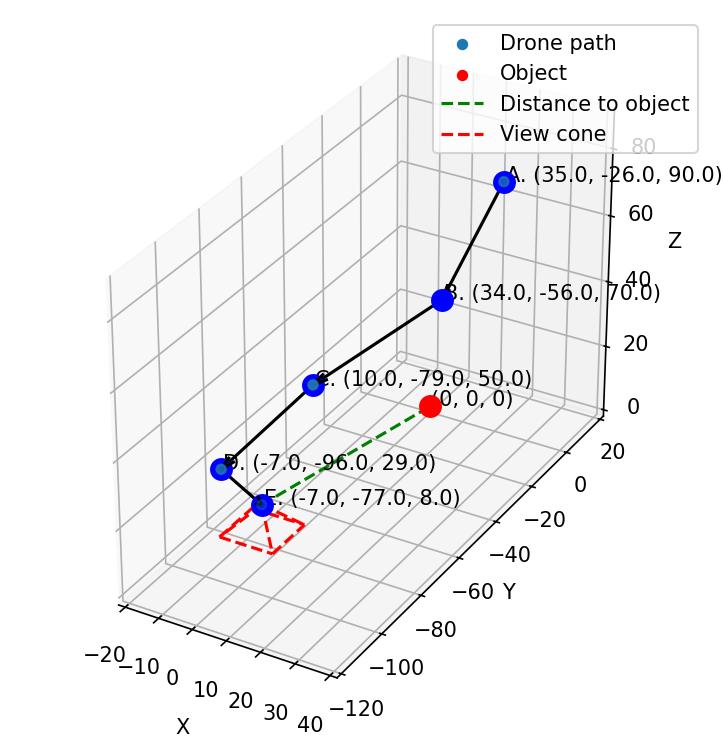 Drone path
Object
Distance to object
View cone
80
A. (35.0, -26.0, 90.0)
60
Z
40
B. (34.0, -56.0, 70.0)
20
C. (10.0, -79.0, 50.0)
(0, 0, 0)
0
20
D. (-7.0, -96.0, 29.0)
0
E. (-7.0, -77.0, 8.0)
−20
−40
−60
Y
−80
−100
−120
−20
−10
0
10
20
30
40
X